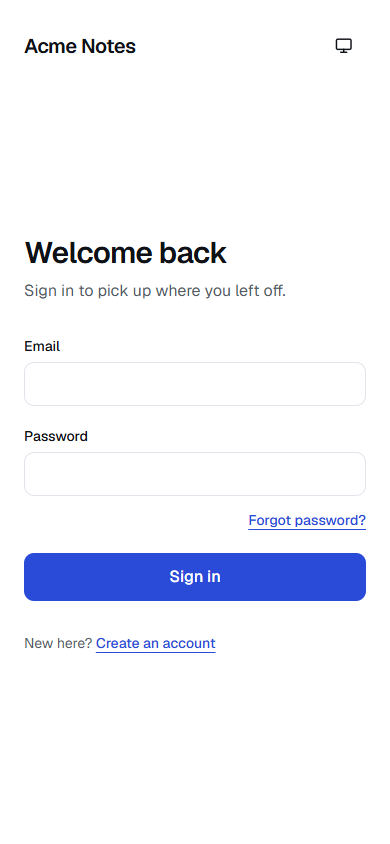 Acme Notes
Welcome back
Sign in to pick up where you left off.
Email
Password
Forgot password?
Sign in
New here? Create an account